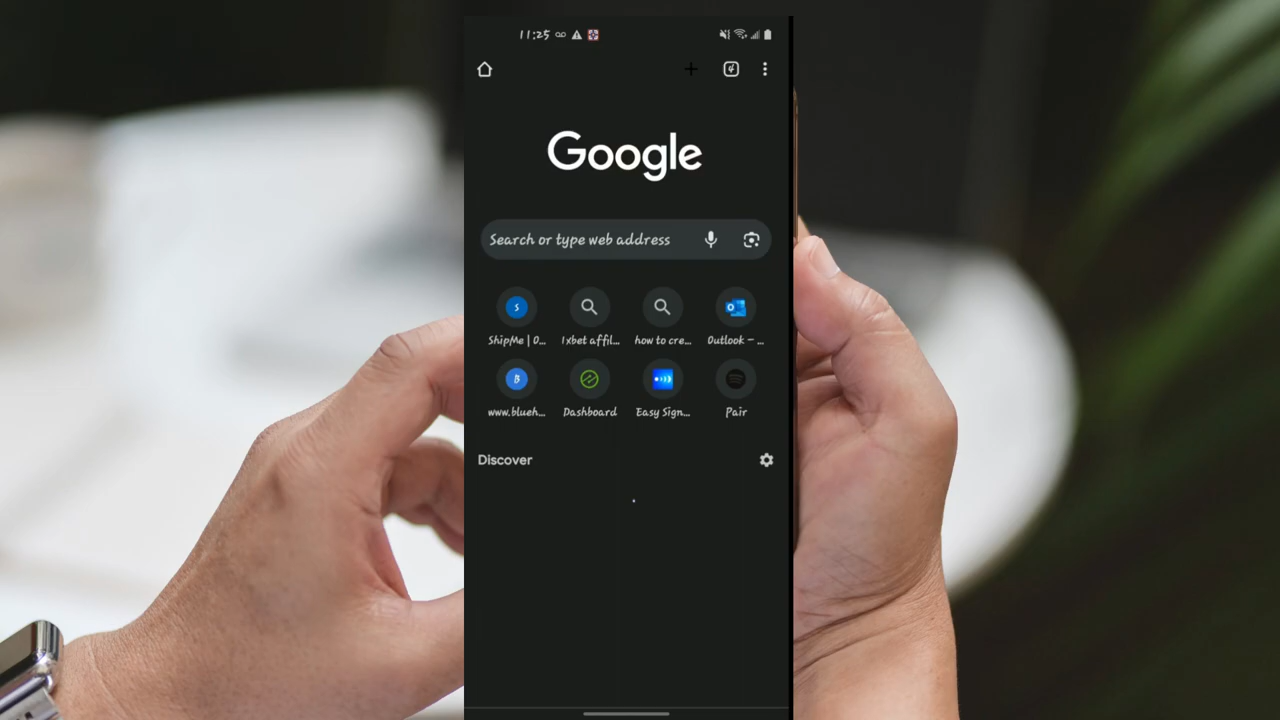 11:25
4
Google
Search or type web address
S
ShipMe | O...
1xbet affil...
how to cre...
Outlook – ...
B
www.blueh...
Dashboard
Easy Sign...
Pair
Discover